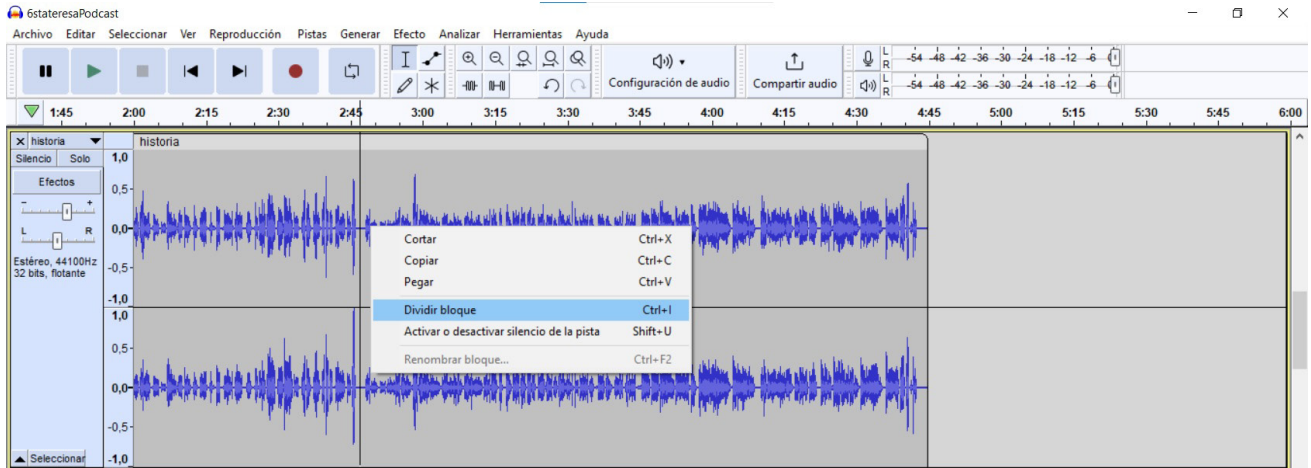 6stateresaPodcast
Archivo Editar Seleccionar Ver Reproducción Pistas Generar Efecto Analizar Herramientas Ayuda
Configuración de audio
Compartir audio
L
R
-54 -48 -42 -36 -30 -24 -18 -12 -6
L
R
-54 -48 -42 -36 -30 -24 -18 -12 -6
1:45 2:00 2:15 2:30 2:45 3:00 3:15 3:30 3:45 4:00 4:15 4:30 4:45 5:00 5:15 5:30 5:45 6:00
historia
Silencio Solo
Efectos
- +
L R
Estéreo, 44100Hz
32 bits, flotante
Seleccionar
1,0
0,5
0,0
-0,5
-1,0
1,0
0,5
0,0
-0,5
-1,0
historia
Cortar Ctrl+X
Copiar Ctrl+C
Pegar Ctrl+V
Dividir bloque Ctrl+I
Activar o desactivar silencio de la pista Shift+U
Renombrar bloque... Ctrl+F2